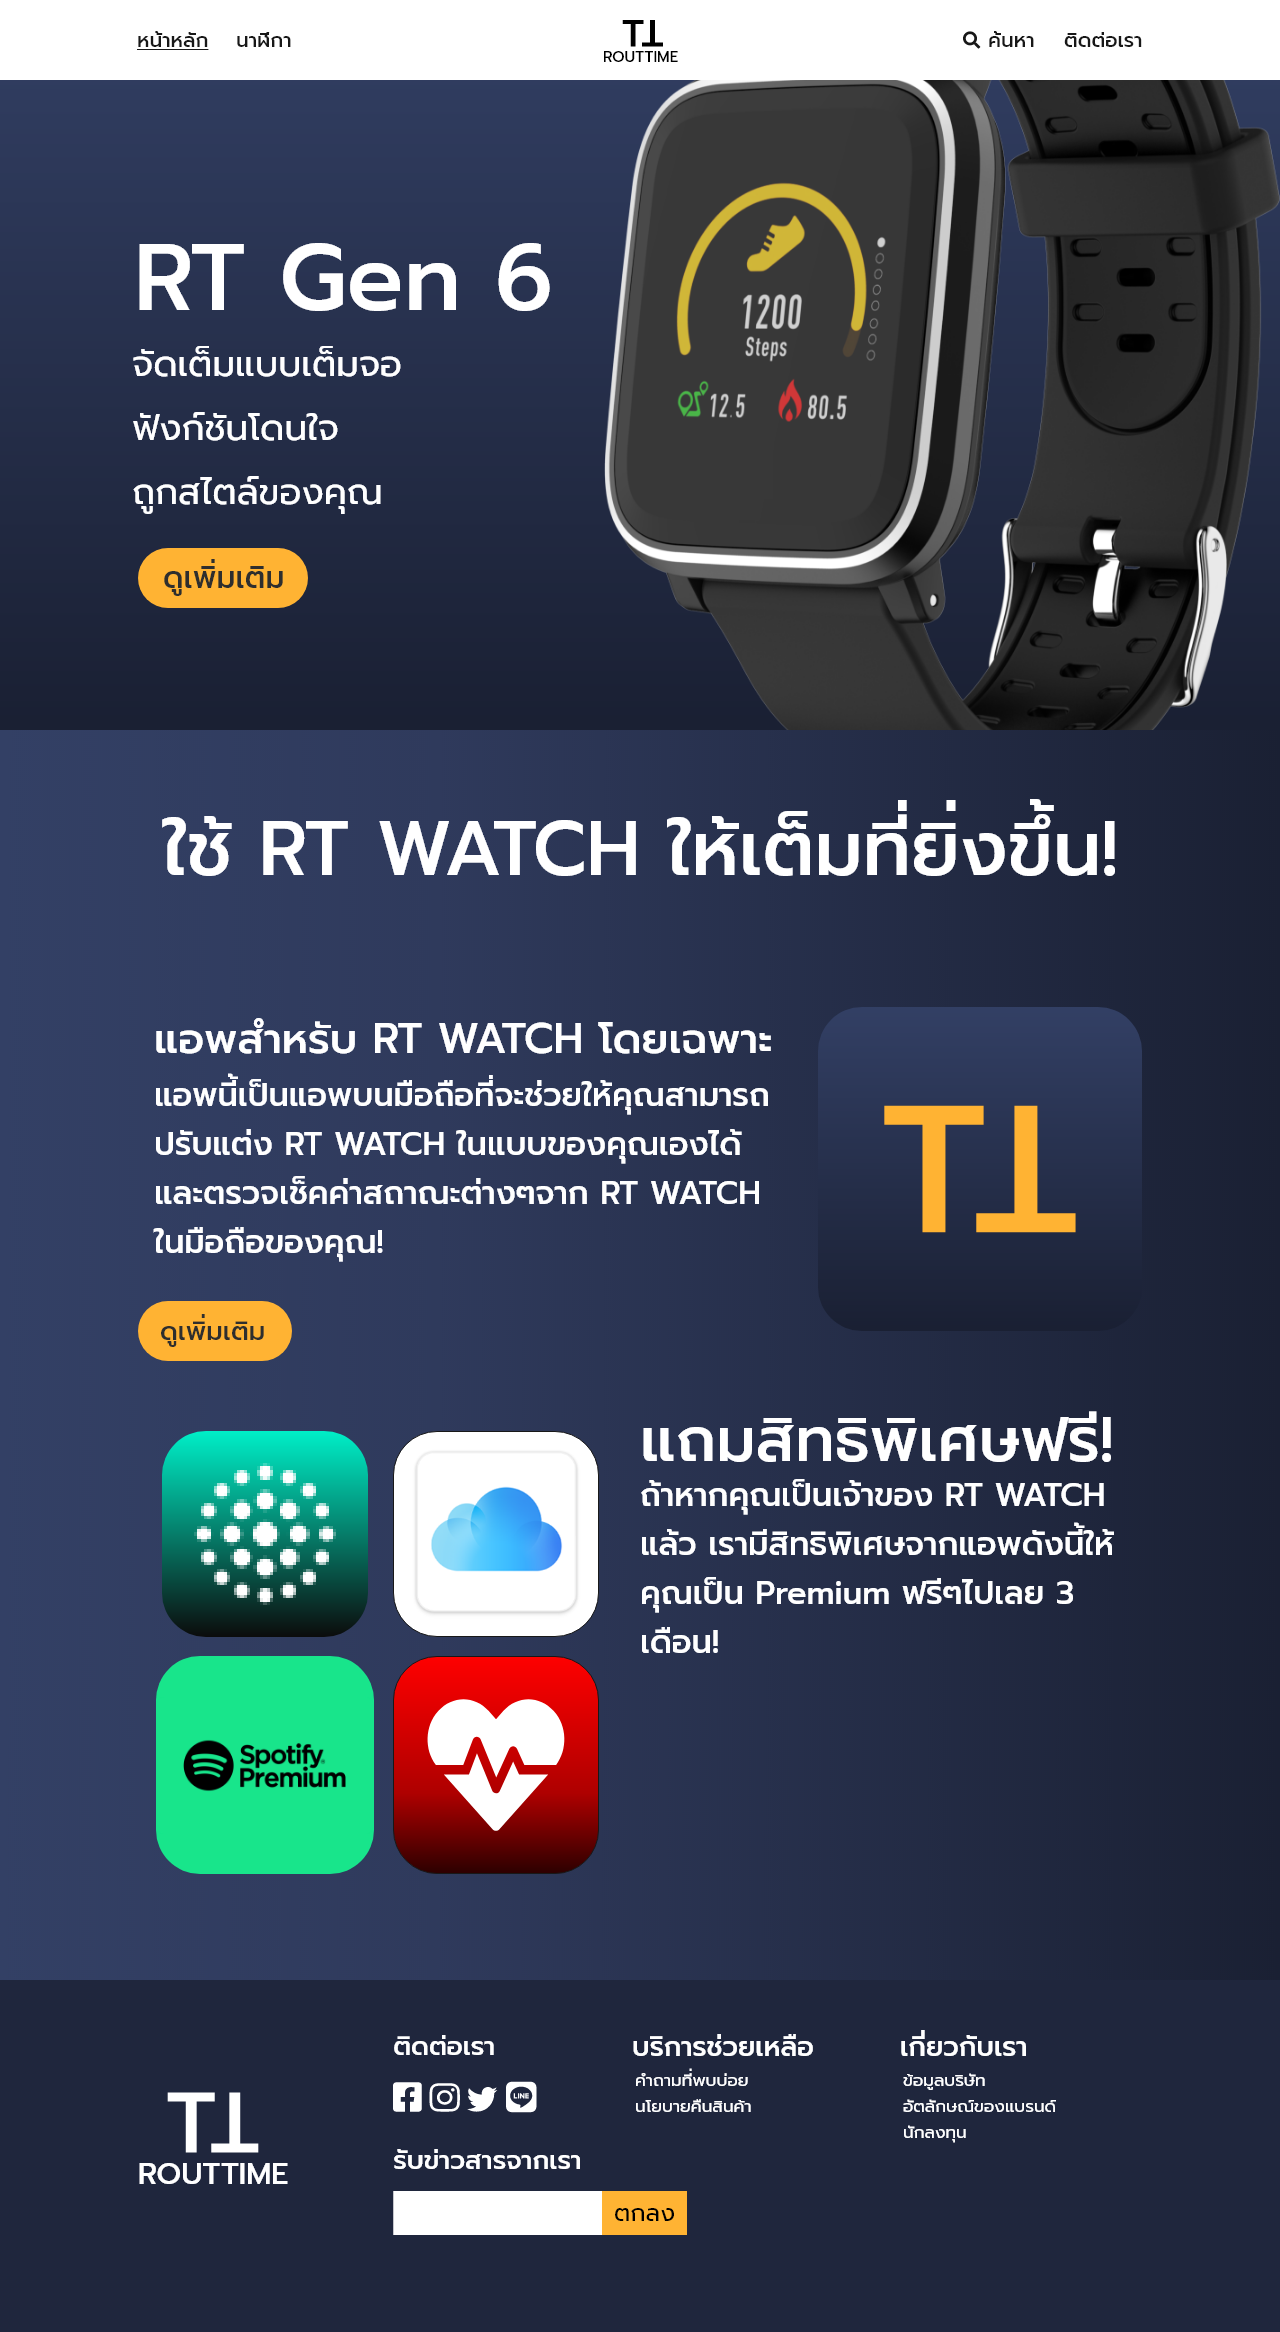 หน้าหลัก นาฬิกา ROUTTIME ค้นหา ติดต่อเรา
RT Gen 6
จัดเต็มแบบเต็มจอ
ฟังก์ชันโดนใจ
ถูกสไตล์ของคุณ
ดูเพิ่มเติม
1200
Steps
12.5 80.5
ใช้ RT WATCH ให้เต็มที่ยิ่งขึ้น!
แอพสำหรับ RT WATCH โดยเฉพาะ
แอพนี้เป็นแอพบนมือถือที่จะช่วยให้คุณสามารถ
ปรับแต่ง RT WATCH ในแบบของคุณเองได้
และตรวจเช็คค่าสถาณะต่างๆจาก RT WATCH
ในมือถือของคุณ!
ดูเพิ่มเติม
แถมสิทธิพิเศษฟรี!
ถ้าหากคุณเป็นเจ้าของ RT WATCH
แล้ว เรามีสิทธิพิเศษจากแอพดังนี้ให้
คุณเป็น Premium ฟรีๆไปเลย 3
เดือน!
Spotify
Premium
ROUTTIME
ติดต่อเรา
LINE
รับข่าวสารจากเรา
ตกลง
บริการช่วยเหลือ
คำถามที่พบบ่อย
นโยบายคืนสินค้า
เกี่ยวกับเรา
ข้อมูลบริษัท
อัตลักษณ์ของแบรนด์
นักลงทุน